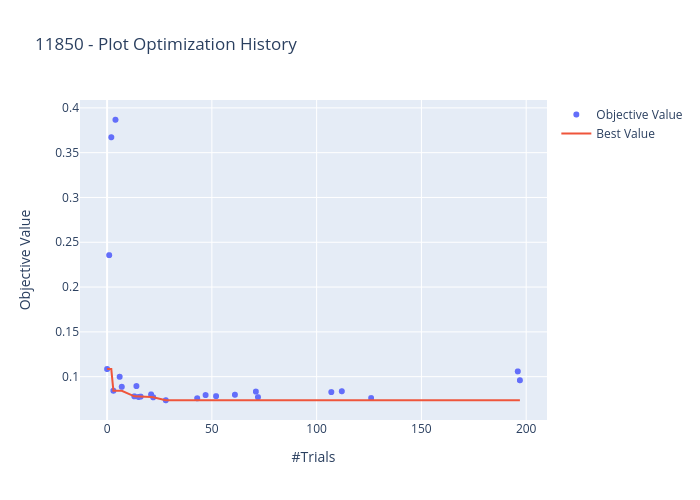 11850 - Plot Optimization History
Objective Value
Best Value
0.4
0.35
0.3
0.25
0.2
0.15
0.1
Objective Value
0
50
100
150
200
#Trials